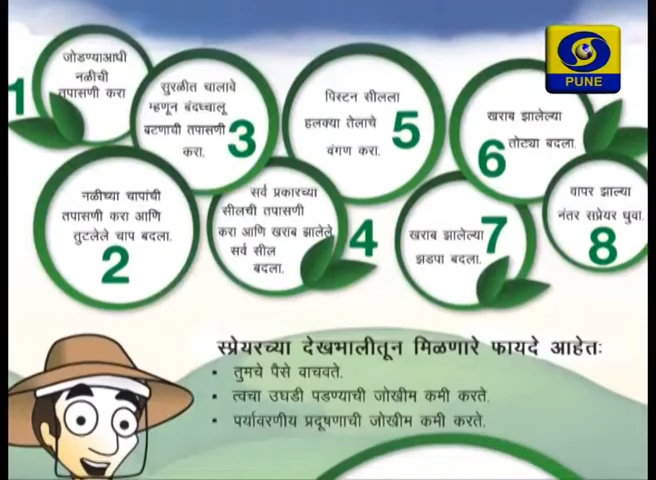 1
जोडण्याआधी
नळीची
तपासणी करा
नळीच्या चापांची
तपासणी करा आणि
तुटलेले चाप बदला.
2
सुरळीत चालावे
म्हणून बंदच्चालू
बटणाची तपासणी
करा.
3
सर्व प्रकारच्या
सीलची तपासणी
करा आणि खराब झालेले
सर्व सील
बदला.
4
पिस्टन सीलला
हलक्या तेलाचे
वंगण करा.
5
खराब झालेल्या
तोट्या बदला.
6
खराब झालेल्या
झडपा बदला.
7
वापर झाल्या
नंतर सप्रेयर घुवा.
8
PUNE
स्प्रेयरच्या देखभालीतून मिळणारे फायदे आहेतः
▪ तुमचे पैसे वाचवते.
▪ त्वचा उघडी पडण्याची जोखीम कमी करते.
▪ पर्यावरणीय प्रदूषणाची जोखीम कमी करते.